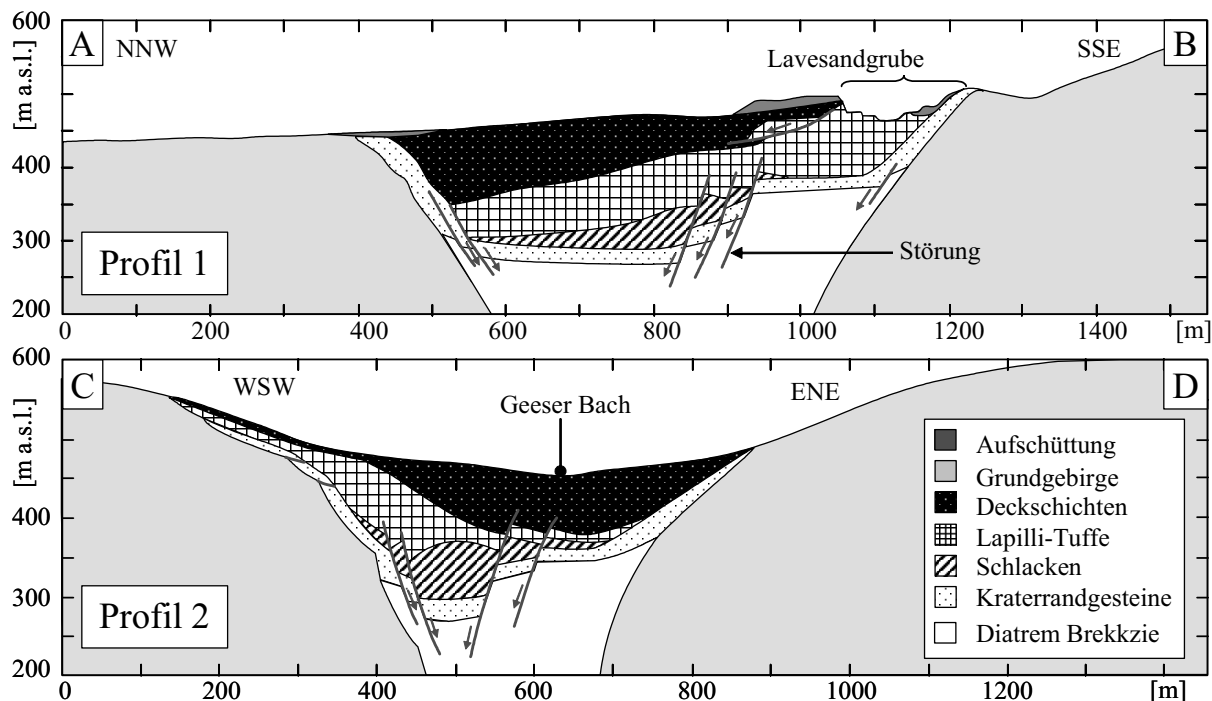 600
A
NNW
Lavesandgrube
SSE
B
[m a.s.l.]
400
300
200
Profil 1
Störung
0
200
400
600
800
1000
1200
1400
[m]
600
C
WSW
Geeser Bach
ENE
D
[m a.s.l.]
400
300
200
Profil 2
Aufschüttung
Grundgebirge
Deckschichten
Lapilli-Tuffe
Schlacken
Kraterrandgesteine
Diatrem Brekkzie
0
200
400
600
800
1000
1200
[m]